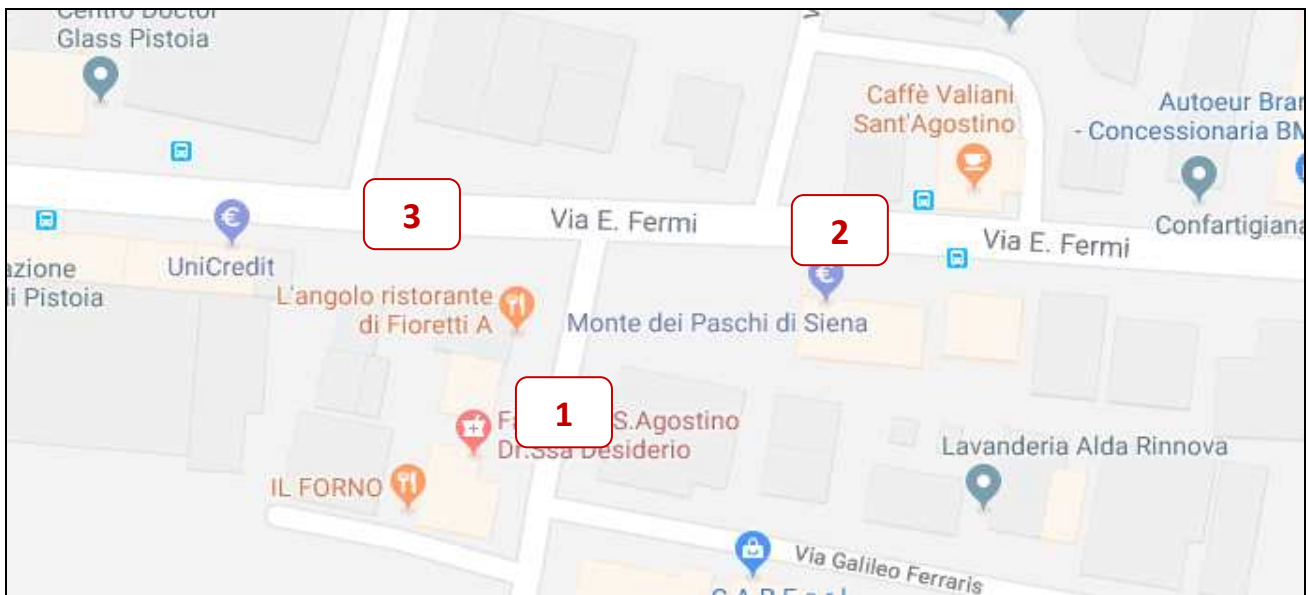 Centro Doctor
Glass Pistoia
Caffè Valiani
Sant'Agostino
Autoeur Bran
- Concessionaria BM
Confartigiana
3
2
Via E. Fermi
Via E. Fermi
UniCredit
azione
li Pistoia
L'angolo ristorante
di Fioretti A
Monte dei Paschi di Siena
1
S.Agostino
Dr.Ssa Desiderio
IL FORNO
Lavanderia Alda Rinnova
Via Galileo Ferraris